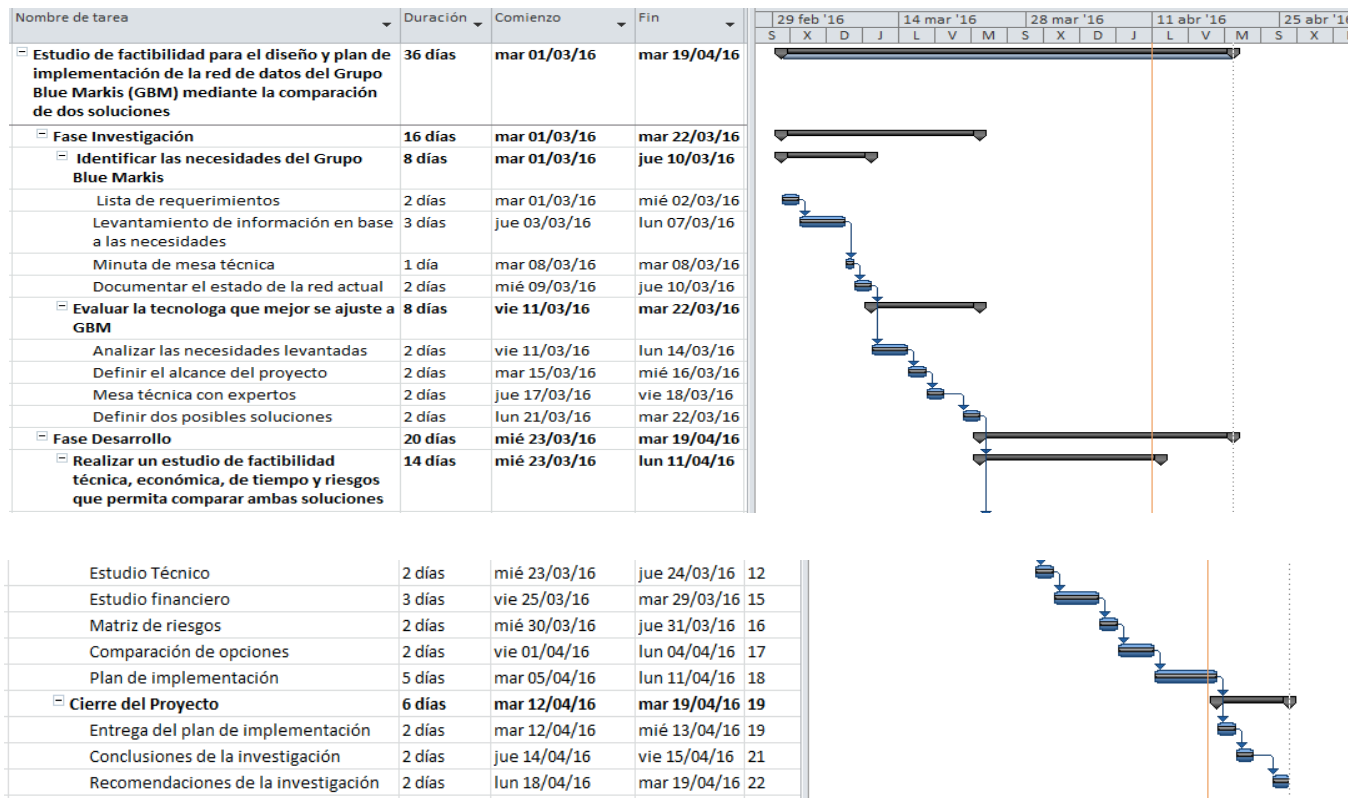 Nombre de tarea Duración Comienzo Fin 29 feb '16 14 mar '16 28 mar '16 11 abr '16 25 abr '16
S X D J L V M S X D J L V M S X
Estudio de factibilidad para el diseño y plan de 36 días mar 01/03/16 mar 19/04/16
implementación de la red de datos del Grupo
Blue Markis (GBM) mediante la comparación
de dos soluciones
Fase Investigación 16 días mar 01/03/16 mar 22/03/16
Identificar las necesidades del Grupo 8 días mar 01/03/16 jue 10/03/16
Blue Markis
Lista de requerimientos 2 días mar 01/03/16 mié 02/03/16
Levantamiento de información en base 3 días jue 03/03/16 lun 07/03/16
a las necesidades
Minuta de mesa técnica 1 día mar 08/03/16 mar 08/03/16
Documentar el estado de la red actual 2 días mié 09/03/16 jue 10/03/16
Evaluar la tecnologa que mejor se ajuste a 8 días vie 11/03/16 mar 22/03/16
GBM
Analizar las necesidades levantadas 2 días vie 11/03/16 lun 14/03/16
Definir el alcance del proyecto 2 días mar 15/03/16 mié 16/03/16
Mesa técnica con expertos 2 días jue 17/03/16 vie 18/03/16
Definir dos posibles soluciones 2 días lun 21/03/16 mar 22/03/16
Fase Desarrollo 20 días mié 23/03/16 mar 19/04/16
Realizar un estudio de factibilidad 14 días mié 23/03/16 lun 11/04/16
técnica, económica, de tiempo y riesgos
que permita comparar ambas soluciones
Estudio Técnico 2 días mié 23/03/16 jue 24/03/16 12
Estudio financiero 3 días vie 25/03/16 mar 29/03/16 15
Matriz de riesgos 2 días mié 30/03/16 jue 31/03/16 16
Comparación de opciones 2 días vie 01/04/16 lun 04/04/16 17
Plan de implementación 5 días mar 05/04/16 lun 11/04/16 18
Cierre del Proyecto 6 días mar 12/04/16 mar 19/04/16 19
Entrega del plan de implementación 2 días mar 12/04/16 mié 13/04/16 19
Conclusiones de la investigación 2 días jue 14/04/16 vie 15/04/16 21
Recomendaciones de la investigación 2 días lun 18/04/16 mar 19/04/16 22